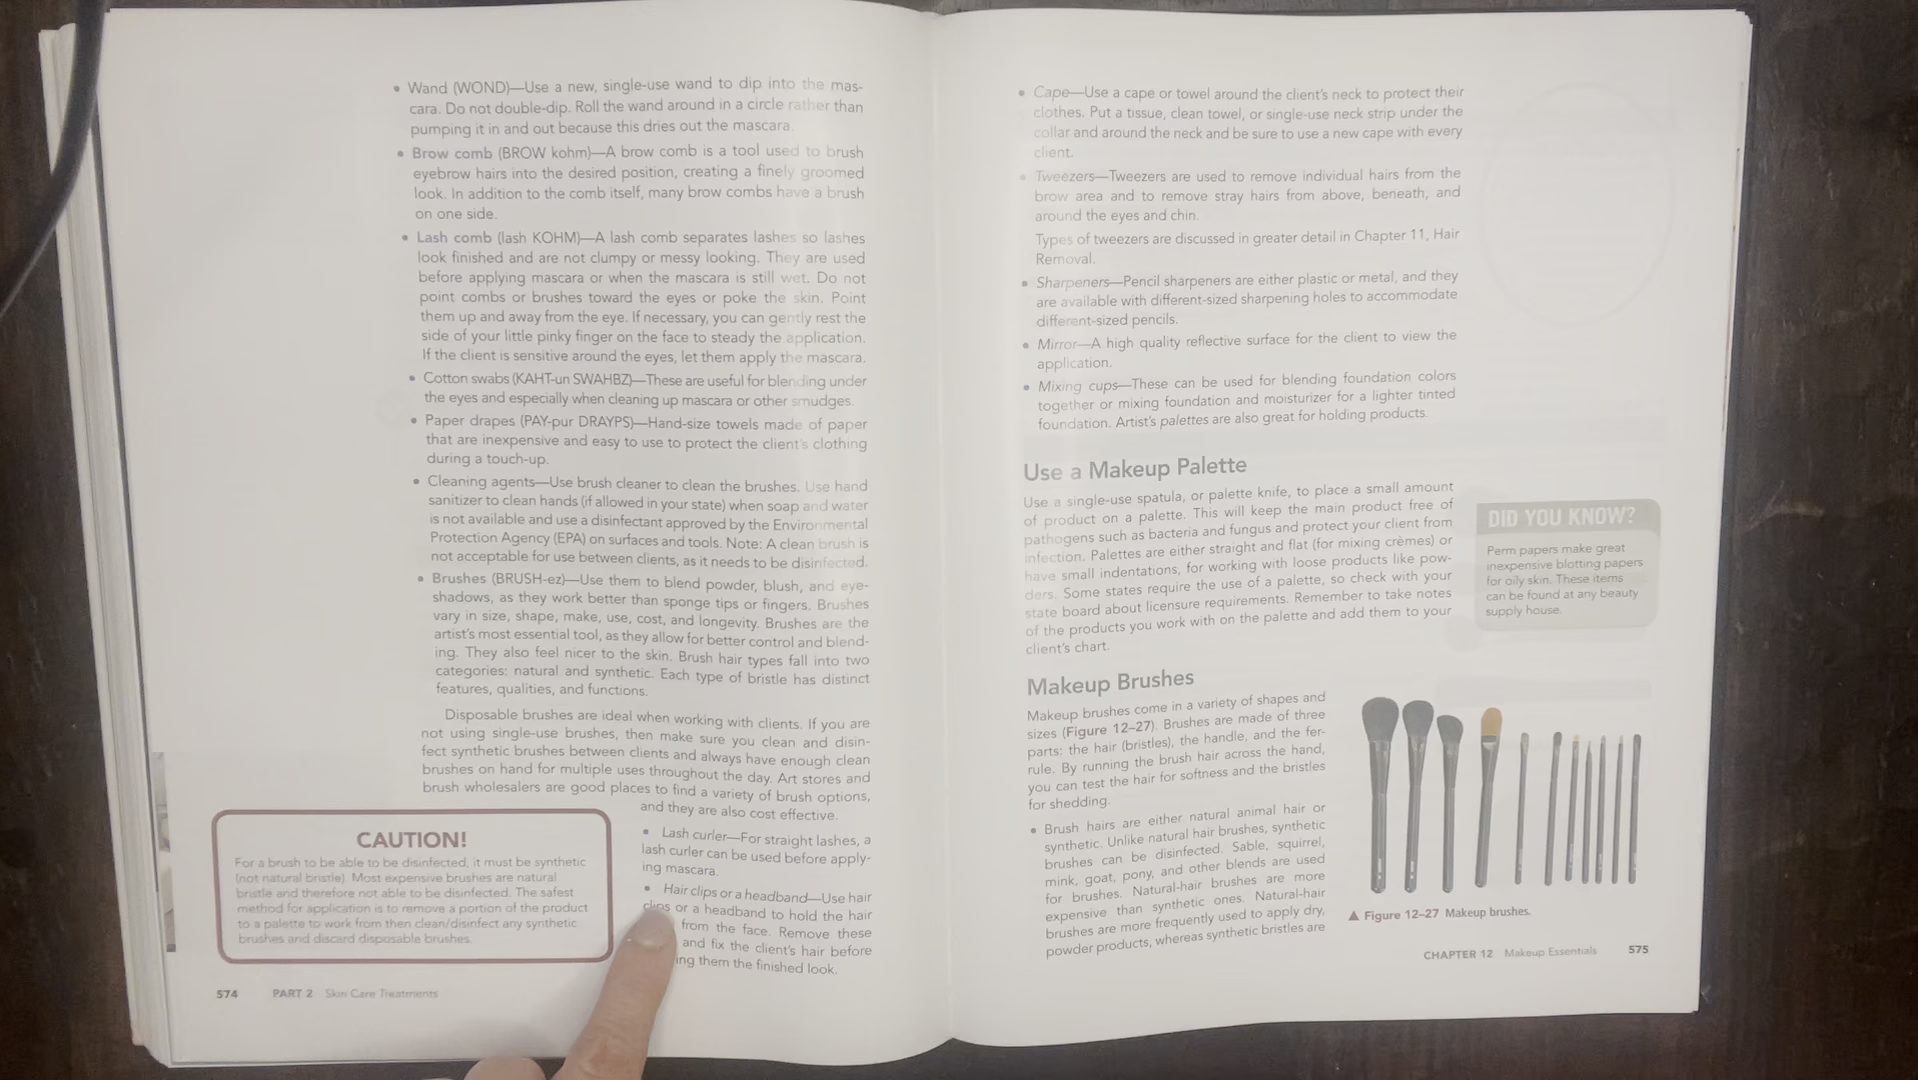 • Wand (WOND)—Use a new, single-use wand to dip into the mas-
cara. Do not double-dip. Roll the wand around in a circle rather than
pumping it in and out because this dries out the mascara.
• Brow comb (BROW kohm)—A brow comb is a tool used to brush
eyebrow hairs into the desired position, creating a finely groomed
look. In addition to the comb itself, many brow combs have a brush
on one side.
• Lash comb (lash KOHM)—A lash comb separates lashes so lashes
look finished and are not clumpy or messy looking. They are used
before applying mascara or when the mascara is still wet. Do not
point combs or brushes toward the eyes or poke the skin. Point
them up and away from the eye. If necessary, you can gently rest the
side of your little pinky finger on the face to steady the application.
If the client is sensitive around the eyes, let them apply the mascara.
• Cotton swabs (KAHT-un SWAHBZ)—These are useful for blending under
the eyes and especially when cleaning up mascara or other smudges.
• Paper drapes (PAY-pur DRAYPS)—Hand-size towels made of paper
that are inexpensive and easy to use to protect the client's clothing
during a touch-up.
• Cleaning agents—Use brush cleaner to clean the brushes. Use hand
sanitizer to clean hands (if allowed in your state) when soap and water
is not available and use a disinfectant approved by the Environmental
Protection Agency (EPA) on surfaces and tools. Note: A clean brush is
not acceptable for use between clients, as it needs to be disinfected.
• Brushes (BRUSH-ez)—Use them to blend powder, blush, and eye-
shadows, as they work better than sponge tips or fingers. Brushes
vary in size, shape, make, use, cost, and longevity. Brushes are the
artist's most essential tool, as they allow for better control and blend-
ing. They also feel nicer to the skin. Brush hair types fall into two
categories: natural and synthetic. Each type of bristle has distinct
features, qualities, and functions.
Disposable brushes are ideal when working with clients. If you are
not using single-use brushes, then make sure you clean and disin-
fect synthetic brushes between clients and always have enough clean
brushes on hand for multiple uses throughout the day. Art stores and
brush wholesalers are good places to find a variety of brush options,
and they are also cost effective.
• Lash curler—For straight lashes, a
lash curler can be used before apply-
ing mascara.
• Hair clips or a headband—Use hair
clips or a headband to hold the hair
from the face. Remove these
and fix the client's hair before
ing them the finished look.
CAUTION!
For a brush to be able to be disinfected, it must be synthetic
(not natural bristle). Most expensive brushes are natural
bristle and therefore not able to be disinfected. The safest
method for application is to remove a portion of the product
to a palette to work from then clean/disinfect any synthetic
brushes and discard disposable brushes.
574 PART 2 Skin Care Treatments
• Cape—Use a cape or towel around the client's neck to protect their
clothes. Put a tissue, clean towel, or single-use neck strip under the
collar and around the neck and be sure to use a new cape with every
client.
• Tweezers—Tweezers are used to remove individual hairs from the
brow area and to remove stray hairs from above, beneath, and
around the eyes and chin.
Types of tweezers are discussed in greater detail in Chapter 11, Hair
Removal.
• Sharpeners—Pencil sharpeners are either plastic or metal, and they
are available with different-sized sharpening holes to accommodate
different-sized pencils.
• Mirror—A high quality reflective surface for the client to view the
application.
• Mixing cups—These can be used for blending foundation colors
together or mixing foundation and moisturizer for a lighter tinted
foundation. Artist's palettes are also great for holding products.
Use a Makeup Palette
Use a single-use spatula, or palette knife, to place a small amount
of product on a palette. This will keep the main product free of
pathogens such as bacteria and fungus and protect your client from
infection. Palettes are either straight and flat (for mixing crèmes) or
have small indentations, for working with loose products like pow-
ders. Some states require the use of a palette, so check with your
state board about licensure requirements. Remember to take notes
of the products you work with on the palette and add them to your
client's chart.
DID YOU KNOW?
Perm papers make great
inexpensive blotting papers
for oily skin. These items
can be found at any beauty
supply house.
Makeup Brushes
Makeup brushes come in a variety of shapes and
sizes (Figure 12–27). Brushes are made of three
parts: the hair (bristles), the handle, and the fer-
rule. By running the brush hair across the hand,
you can test the hair for softness and the bristles
for shedding.
• Brush hairs are either natural animal hair or
synthetic. Unlike natural hair brushes, synthetic
brushes can be disinfected. Sable, squirrel,
mink, goat, pony, and other blends are used
for brushes. Natural-hair brushes are more
expensive than synthetic ones. Natural-hair
brushes are more frequently used to apply dry,
powder products, whereas synthetic bristles are
▲ Figure 12–27 Makeup brushes.
CHAPTER 12 Makeup Essentials 575